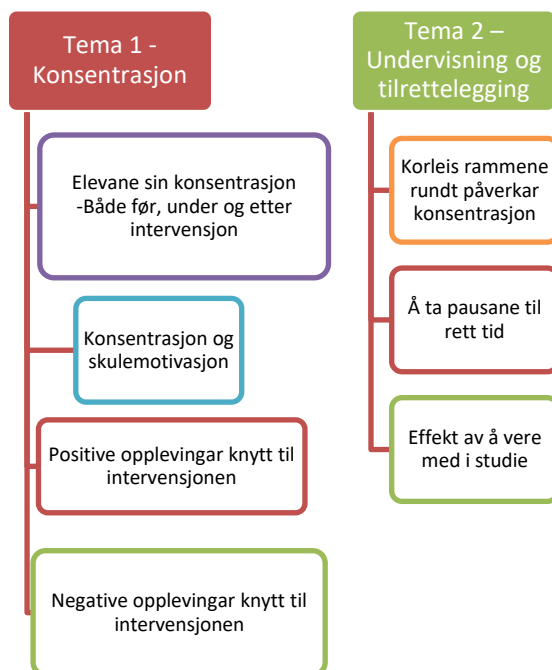 Tema 1 -
Konsentrasjon
Elevane sin konsentrasjon
-Både før, under og etter
intervensjon
Konsentrasjon og
skulemotivasjon
Positive opplevingar knytt til
intervensjonen
Negative opplevingar knytt til
intervensjonen
Tema 2 –
Undervisning og
tilrettelegging
Korleis rammene
rundt påverkar
konsentrasjon
Å ta pausane til
rett tid
Effekt av å vere
med i studie